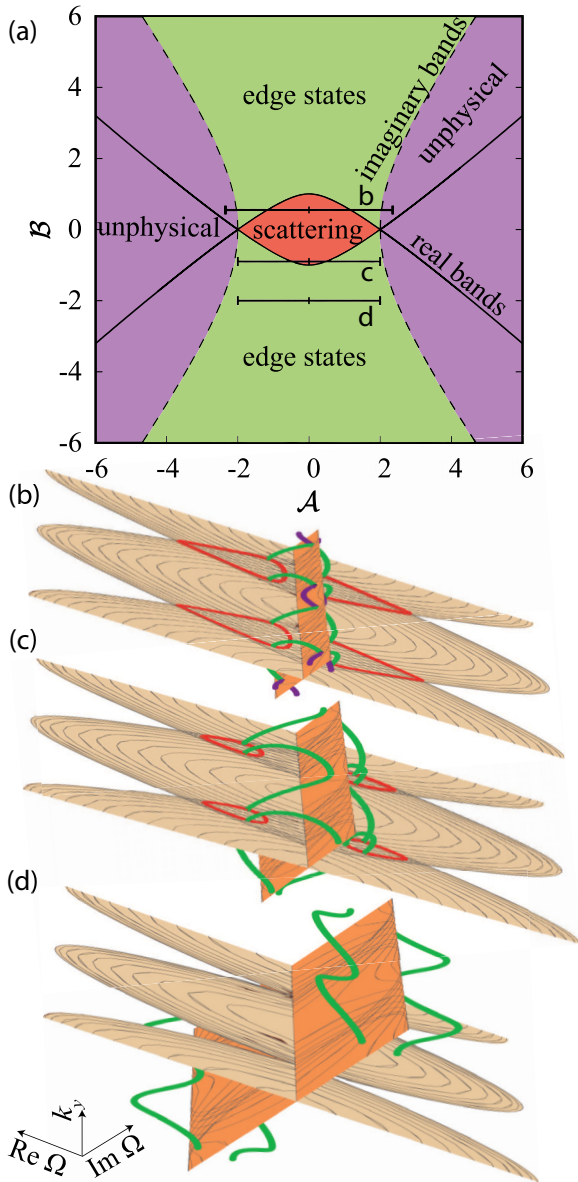 (a)
6
4
2
0
-2
-4
-6
ℬ
edge states
imaginary bands
unphysical
b
unphysical
scattering
c
real bands
d
edge states
-6
-4
-2
0
2
4
6
𝒜
(b)
(c)
(d)
k_y
Re Ω
Im Ω